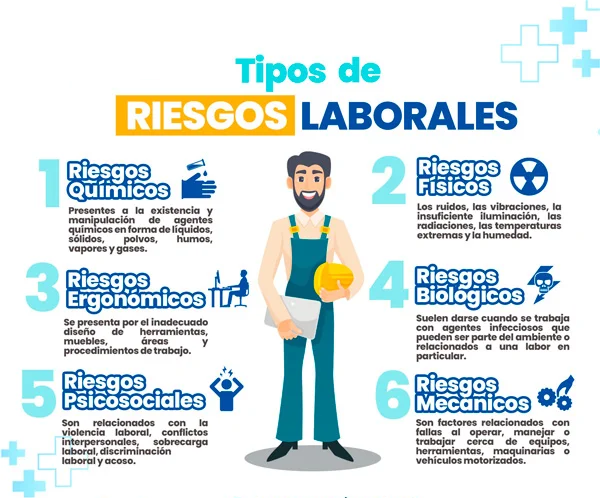 Tipos de
RIESGOS LABORALES
1 Riesgos
Químicos
Presentes a la existencia y
manipulación de agentes
químicos en forma de líquidos,
sólidos, polvos, humos,
vapores y gases.
2 Riesgos
Físicos
Los ruidos, las vibraciones, la
insuficiente iluminación, las
radiaciones, las temperaturas
extremas y la humedad.
3 Riesgos
Ergonómicos
Se presenta por el inadecuado
diseño de herramientas,
muebles, áreas y
procedimientos de trabajo.
4 Riesgos
Biológicos
Suelen darse cuando se trabaja
con agentes infecciosos que
pueden ser parte del ambiente o
relacionados a una labor en
particular.
5 Riesgos
Psicosociales
Son relacionados con la
violencia laboral, conflictos
interpersonales, sobrecarga
laboral, discriminación
laboral y acoso.
6 Riesgos
Mecánicos
Son factores relacionados con
fallas al operar, manejar o
trabajar cerca de equipos,
herramientas, maquinarias o
vehículos motorizados.